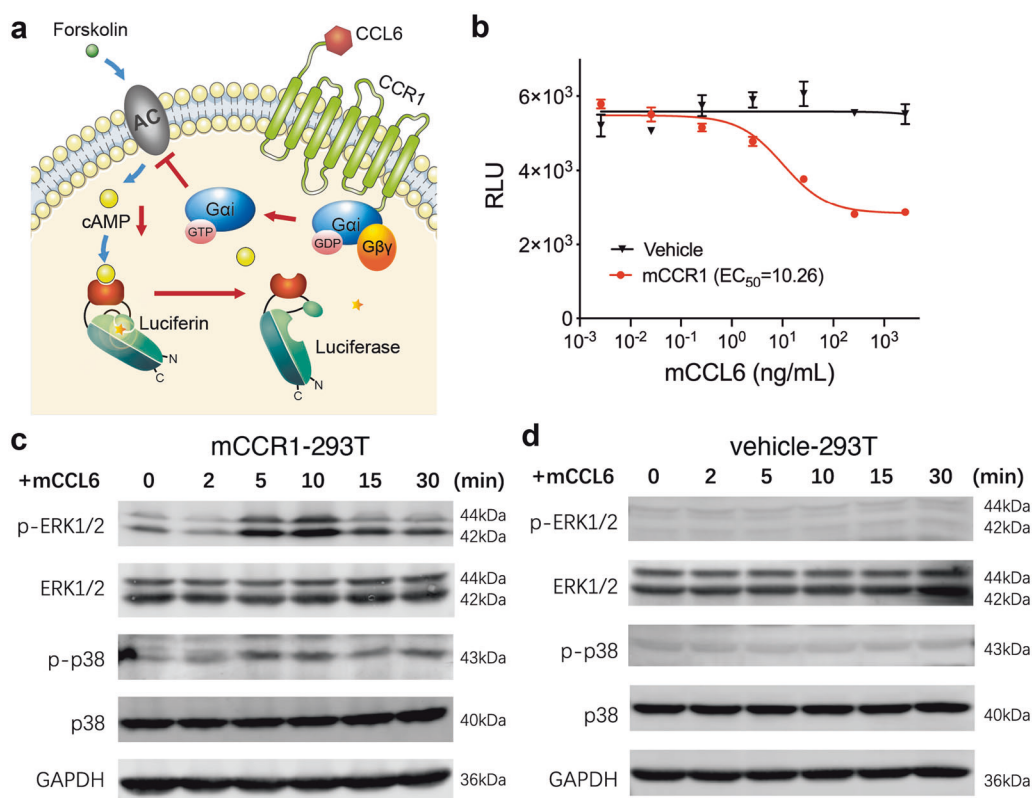 a
Forskolin
CCL6
CCR1
AC
cAMP
Gαi
GTP
Gαi
GDP
Gβγ
Luciferin
N
C
Luciferase
N
C
b
RLU
6×10³
4×10³
2×10³
0
Vehicle
mCCR1 (EC₅₀=10.26)
10⁻³ 10⁻² 10⁻¹ 10⁰ 10¹ 10² 10³
mCCL6 (ng/mL)
c
mCCR1-293T
+mCCL6 0 2 5 10 15 30 (min)
p-ERK1/2 44kDa
42kDa
ERK1/2 44kDa
42kDa
p-p38 43kDa
p38 40kDa
GAPDH 36kDa
d
vehicle-293T
+mCCL6 0 2 5 10 15 30 (min)
p-ERK1/2 44kDa
42kDa
ERK1/2 44kDa
42kDa
p-p38 43kDa
p38 40kDa
GAPDH 36kDa